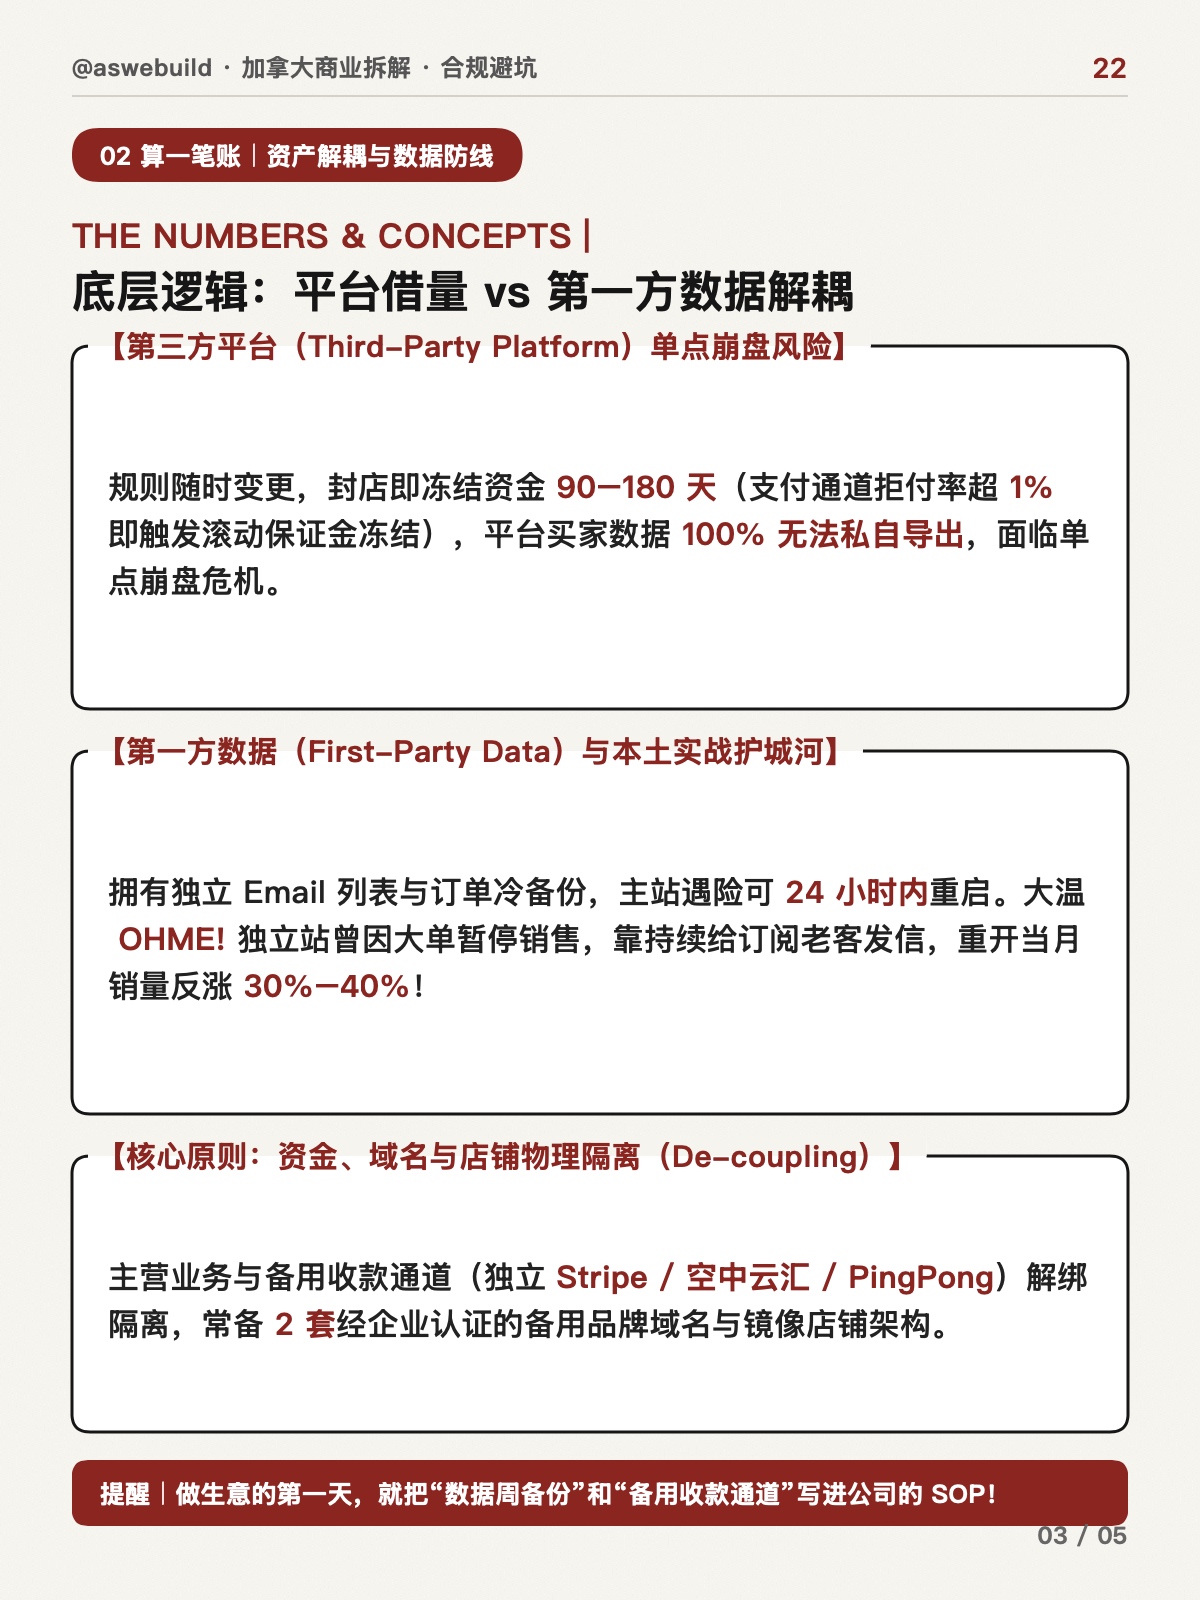 @aswebuild · 加拿大商业拆解 · 合规避坑
22
02 算一笔账｜资产解耦与数据防线
THE NUMBERS & CONCEPTS |
底层逻辑：平台借量 vs 第一方数据解耦
【第三方平台（Third-Party Platform）单点崩盘风险】
规则随时变更，封店即冻结资金 90–180 天（支付通道拒付率超 1%
即触发滚动保证金冻结），平台买家数据 100% 无法私自导出，面临单
点崩盘危机。
【第一方数据（First-Party Data）与本土实战护城河】
拥有独立 Email 列表与订单冷备份，主站遇险可 24 小时内重启。大温
OHME! 独立站曾因大单暂停销售，靠持续给订阅老客发信，重开当月
销量反涨 30%–40%！
【核心原则：资金、域名与店铺物理隔离（De-coupling）】
主营业务与备用收款通道（独立 Stripe / 空中云汇 / PingPong）解绑
隔离，常备 2 套经企业认证的备用品牌域名与镜像店铺架构。
提醒｜做生意的第一天，就把“数据周备份”和“备用收款通道”写进公司的 SOP！
03 / 05